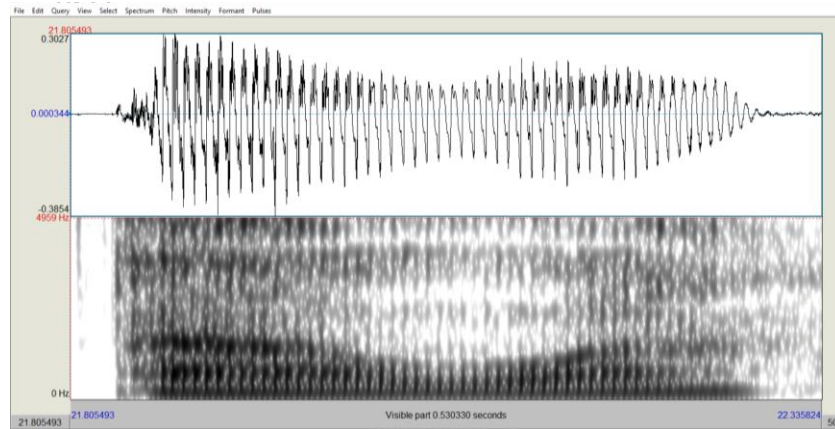 File Edit Query View Select Spectrum Pitch Intensity Formant Pulses
21.805493
0.3027
0.000344
-0.3854
4959 Hz
0 Hz
21.805493
21.805493 Visible part 0.530330 seconds 22.335824